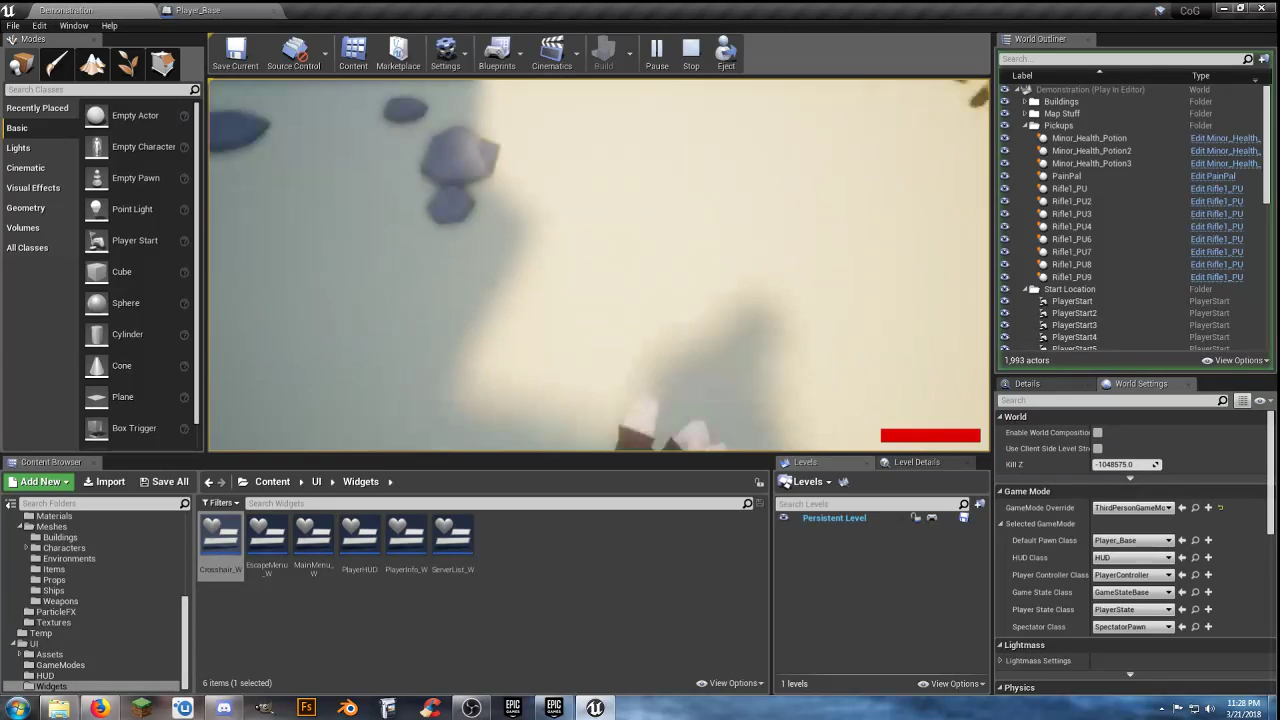 Demonstration
Player_Base
CoG
File Edit Window Help
Modes
Search Classes
Recently Placed
Basic
Lights
Cinematic
Visual Effects
Geometry
Volumes
All Classes
Empty Actor
Empty Character
Empty Pawn
Point Light
Player Start
Cube
Sphere
Cylinder
Cone
Plane
Box Trigger
Save Current
Source Control
Content
Marketplace
Settings
Blueprints
Cinematics
Build
Pause
Stop
Eject
World Outliner
Search...
Label Type
Demonstration (Play In Editor) World
Buildings Folder
Map Stuff Folder
Pickups Folder
Minor_Health_Potion Edit Minor_Health_
Minor_Health_Potion2 Edit Minor_Health_
Minor_Health_Potion3 Edit Minor_Health_
PainPal Edit PainPal
Rifle1_PU Edit Rifle1_PU
Rifle1_PU2 Edit Rifle1_PU
Rifle1_PU3 Edit Rifle1_PU
Rifle1_PU4 Edit Rifle1_PU
Rifle1_PU6 Edit Rifle1_PU
Rifle1_PU7 Edit Rifle1_PU
Rifle1_PU8 Edit Rifle1_PU
Rifle1_PU9 Edit Rifle1_PU
Start Location Folder
PlayerStart PlayerStart
PlayerStart2 PlayerStart
PlayerStart3 PlayerStart
PlayerStart4 PlayerStart
PlayerStart5 PlayerStart
1,993 actors View Options
Details World Settings
Search
World
Enable World Compositio
Use Client Side Level Stre
Kill Z -1048575.0
Game Mode
GameMode Override ThirdPersonGameMo
Selected GameMode
Default Pawn Class Player_Base
HUD Class HUD
Player Controller Class PlayerController
Game State Class GameStateBase
Player State Class PlayerState
Spectator Class SpectatorPawn
Lightmass
Lightmass Settings
Physics
Content Browser
Add New Import Save All
Content UI Widgets
Search Folders
Filters Search Widgets
Materials
Meshes
Buildings
Characters
Environments
Items
Props
Ships
Weapons
ParticleFX
Textures
Temp
UI
Assets
GameModes
HUD
Widgets
Crosshair_W
EscapeMenu_W
MainMenu_W
PlayerHUD
PlayerInfo_W
ServerList_W
6 items (1 selected) View Options
Levels Level Details
Levels
Search Levels
Persistent Level
1 levels View Options
Fs
EPIC GAMES
EPIC GAMES
11:28 PM
3/2/2018